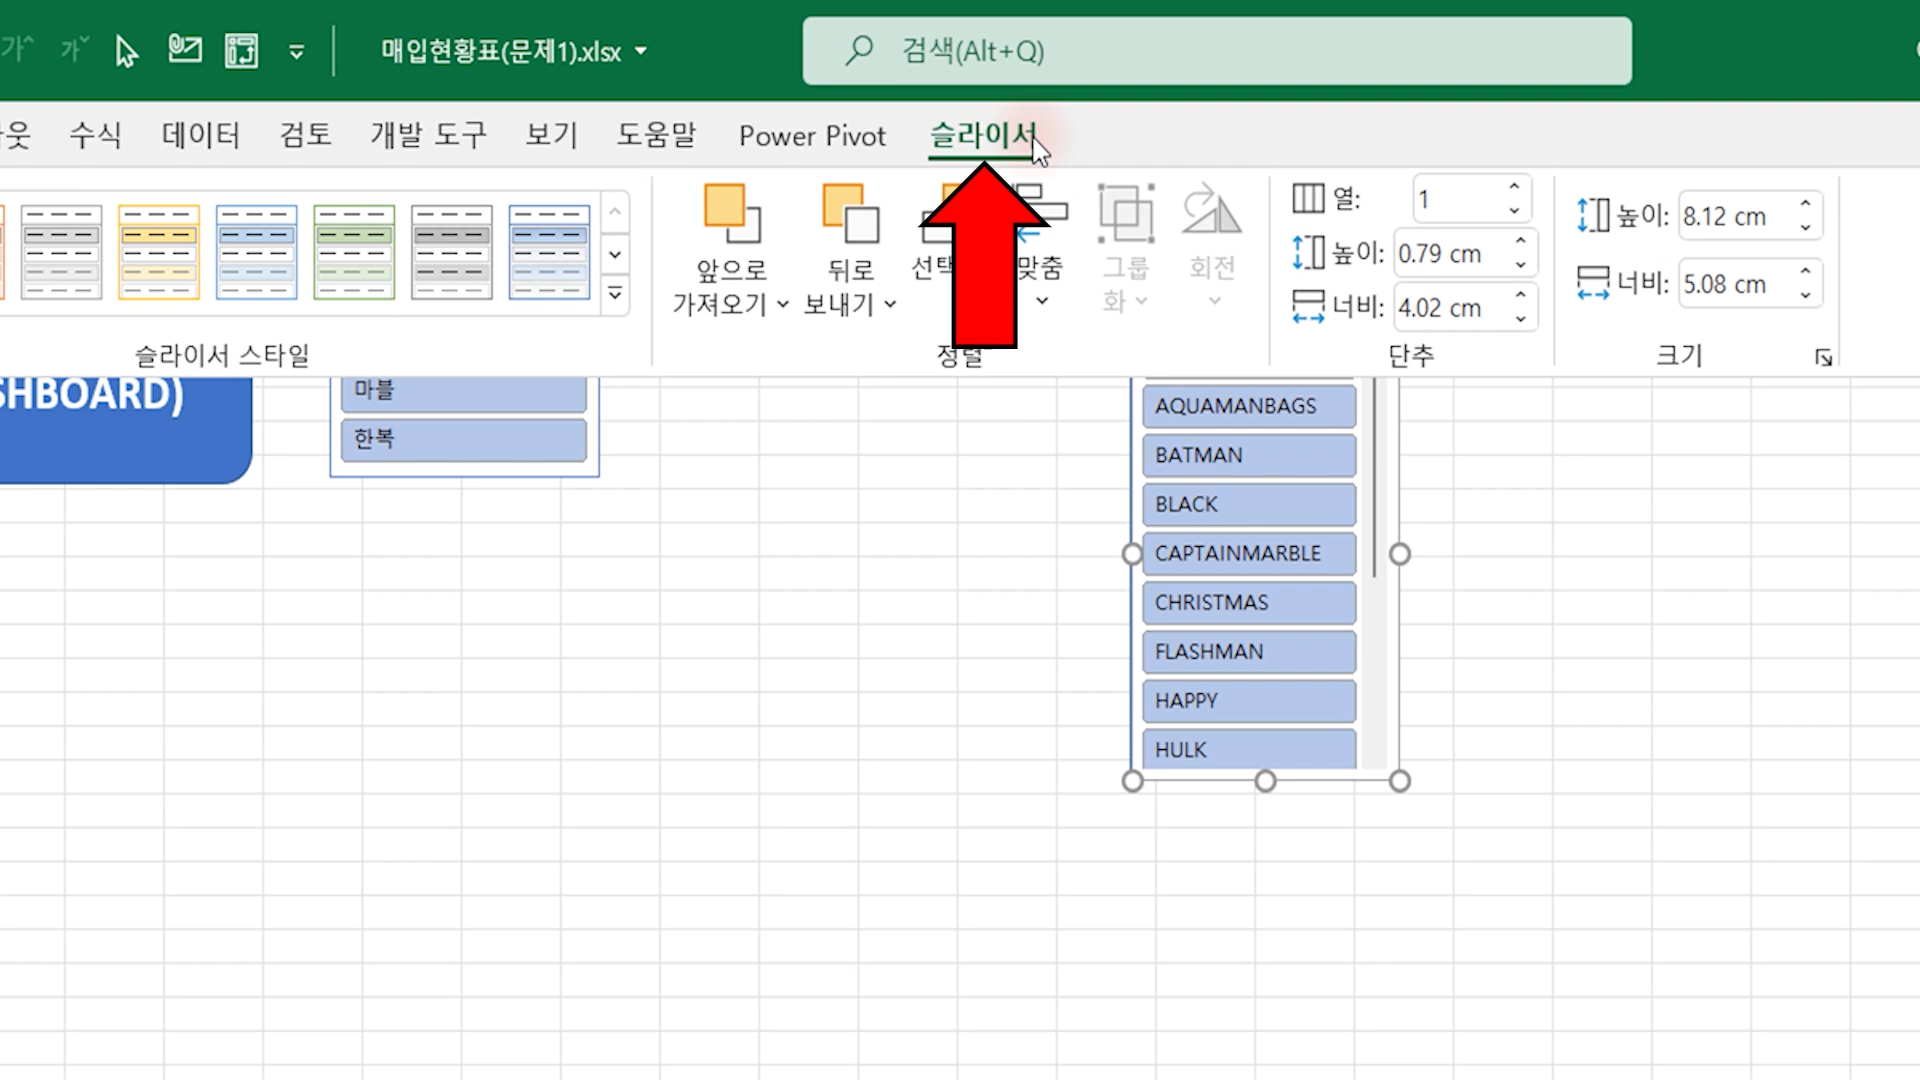 가^ 가ˇ
매입현황표(문제1).xlsx
검색(Alt+Q)
수식 데이터 검토 개발 도구 보기 도움말 Power Pivot 슬라이서
앞으로
가져오기
뒤로
보내기
맞춤
그룹
화
회전
열: 1
높이: 0.79 cm
너비: 4.02 cm
높이: 8.12 cm
너비: 5.08 cm
슬라이서 스타일
정렬
단추
크기
SHBOARD)
마블
한복
AQUAMANBAGS
BATMAN
BLACK
CAPTAINMARBLE
CHRISTMAS
FLASHMAN
HAPPY
HULK